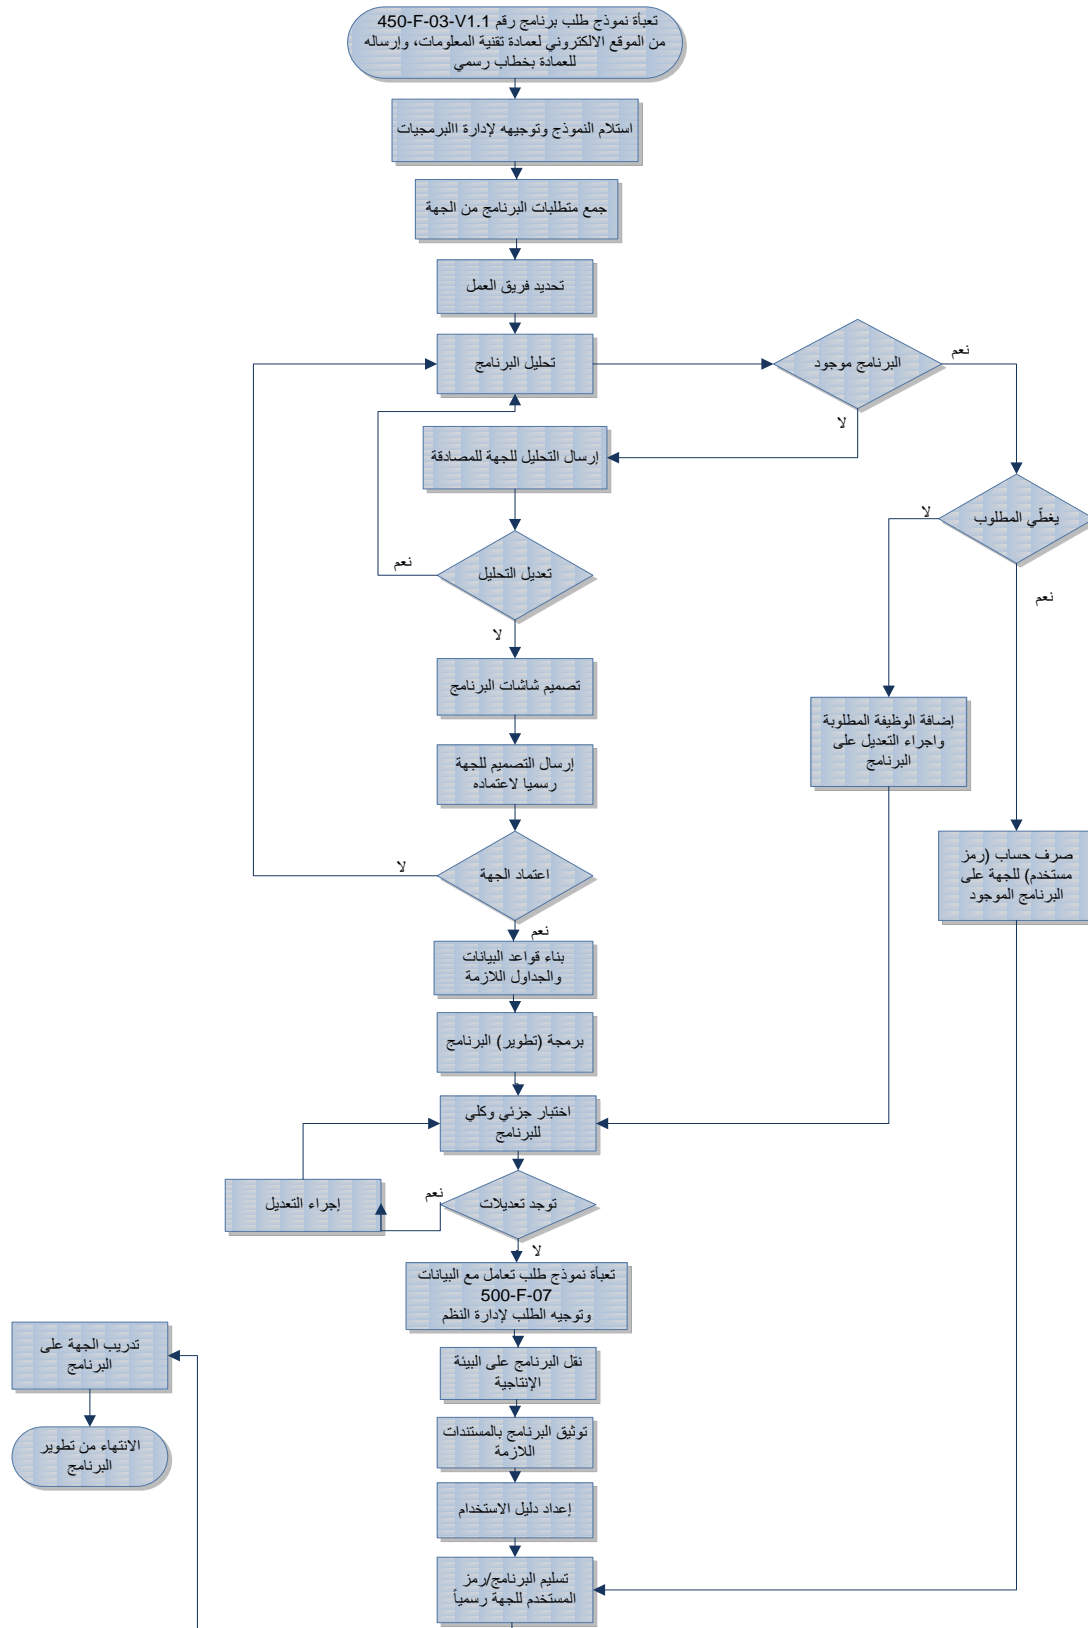 تعبأة نموذج طلب برنامج رقم 450-F-03-V1.1
من الموقع الالكتروني لعمادة تقنية المعلومات، وإرساله
للعمادة بخطاب رسمي
استلام النموذج وتوجيهه لإدارة االبرمجيات
جمع متطلبات البرنامج من الجهة
تحديد فريق العمل
تحليل البرنامج
البرنامج موجود
نعم
لا
إرسال التحليل للجهة للمصادقة
يغطّي المطلوب
لا
نعم
تعديل التحليل
نعم
لا
تصميم شاشات البرنامج
إضافة الوظيفة المطلوبة
واجراء التعديل على
البرنامج
إرسال التصميم للجهة
رسميا لاعتماده
صرف حساب (رمز
مستخدم) للجهة على
البرنامج الموجود
اعتماد الجهة
لا
نعم
بناء قواعد البيانات
والجداول اللازمة
برمجة (تطوير) البرنامج
اختبار جزئي وكلي
للبرنامج
توجد تعديلات
نعم
إجراء التعديل
لا
تعبأة نموذج طلب تعامل مع البيانات
500-F-07
وتوجيه الطلب لإدارة النظم
نقل البرنامج على البيئة
الإنتاجية
توثيق البرنامج بالمستندات
اللازمة
إعداد دليل الاستخدام
تسليم البرنامج/رمز
المستخدم للجهة رسمياً
تدريب الجهة على
البرنامج
الانتهاء من تطوير
البرنامج